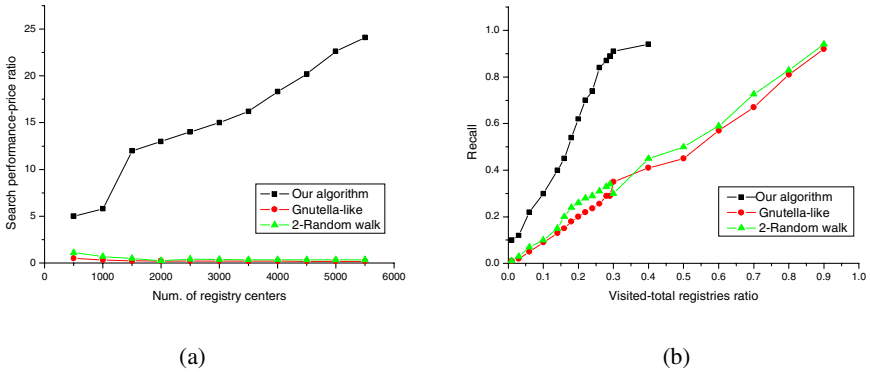 25
20
15
10
5
0
Search performance-price ratio
0
1000
2000
3000
4000
5000
6000
Num. of registry centers
Our algorithm
Gnutella-like
2-Random walk
(a)
1.0
0.8
0.6
0.4
0.2
0.0
Recall
0.0
0.1
0.2
0.3
0.4
0.5
0.6
0.7
0.8
0.9
1.0
Visited-total registries ratio
Our algorithm
Gnutella-like
2-Random walk
(b)